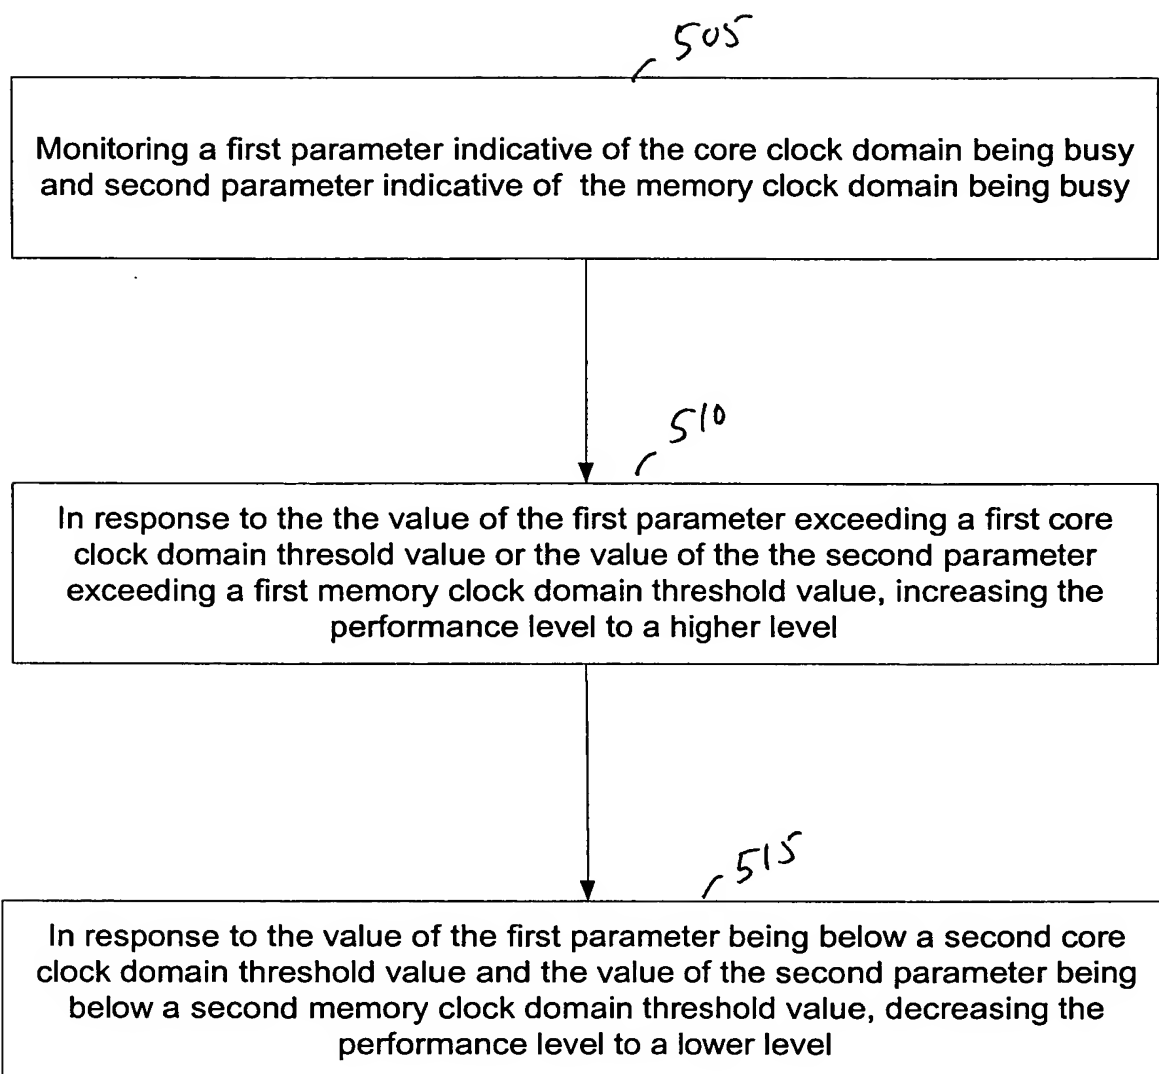 505
Monitoring a first parameter indicative of the core clock domain being busy
and second parameter indicative of the memory clock domain being busy
510
In response to the the value of the first parameter exceeding a first core
clock domain thresold value or the value of the the second parameter
exceeding a first memory clock domain threshold value, increasing the
performance level to a higher level
515
In response to the value of the first parameter being below a second core
clock domain threshold value and the value of the second parameter being
below a second memory clock domain threshold value, decreasing the
performance level to a lower level